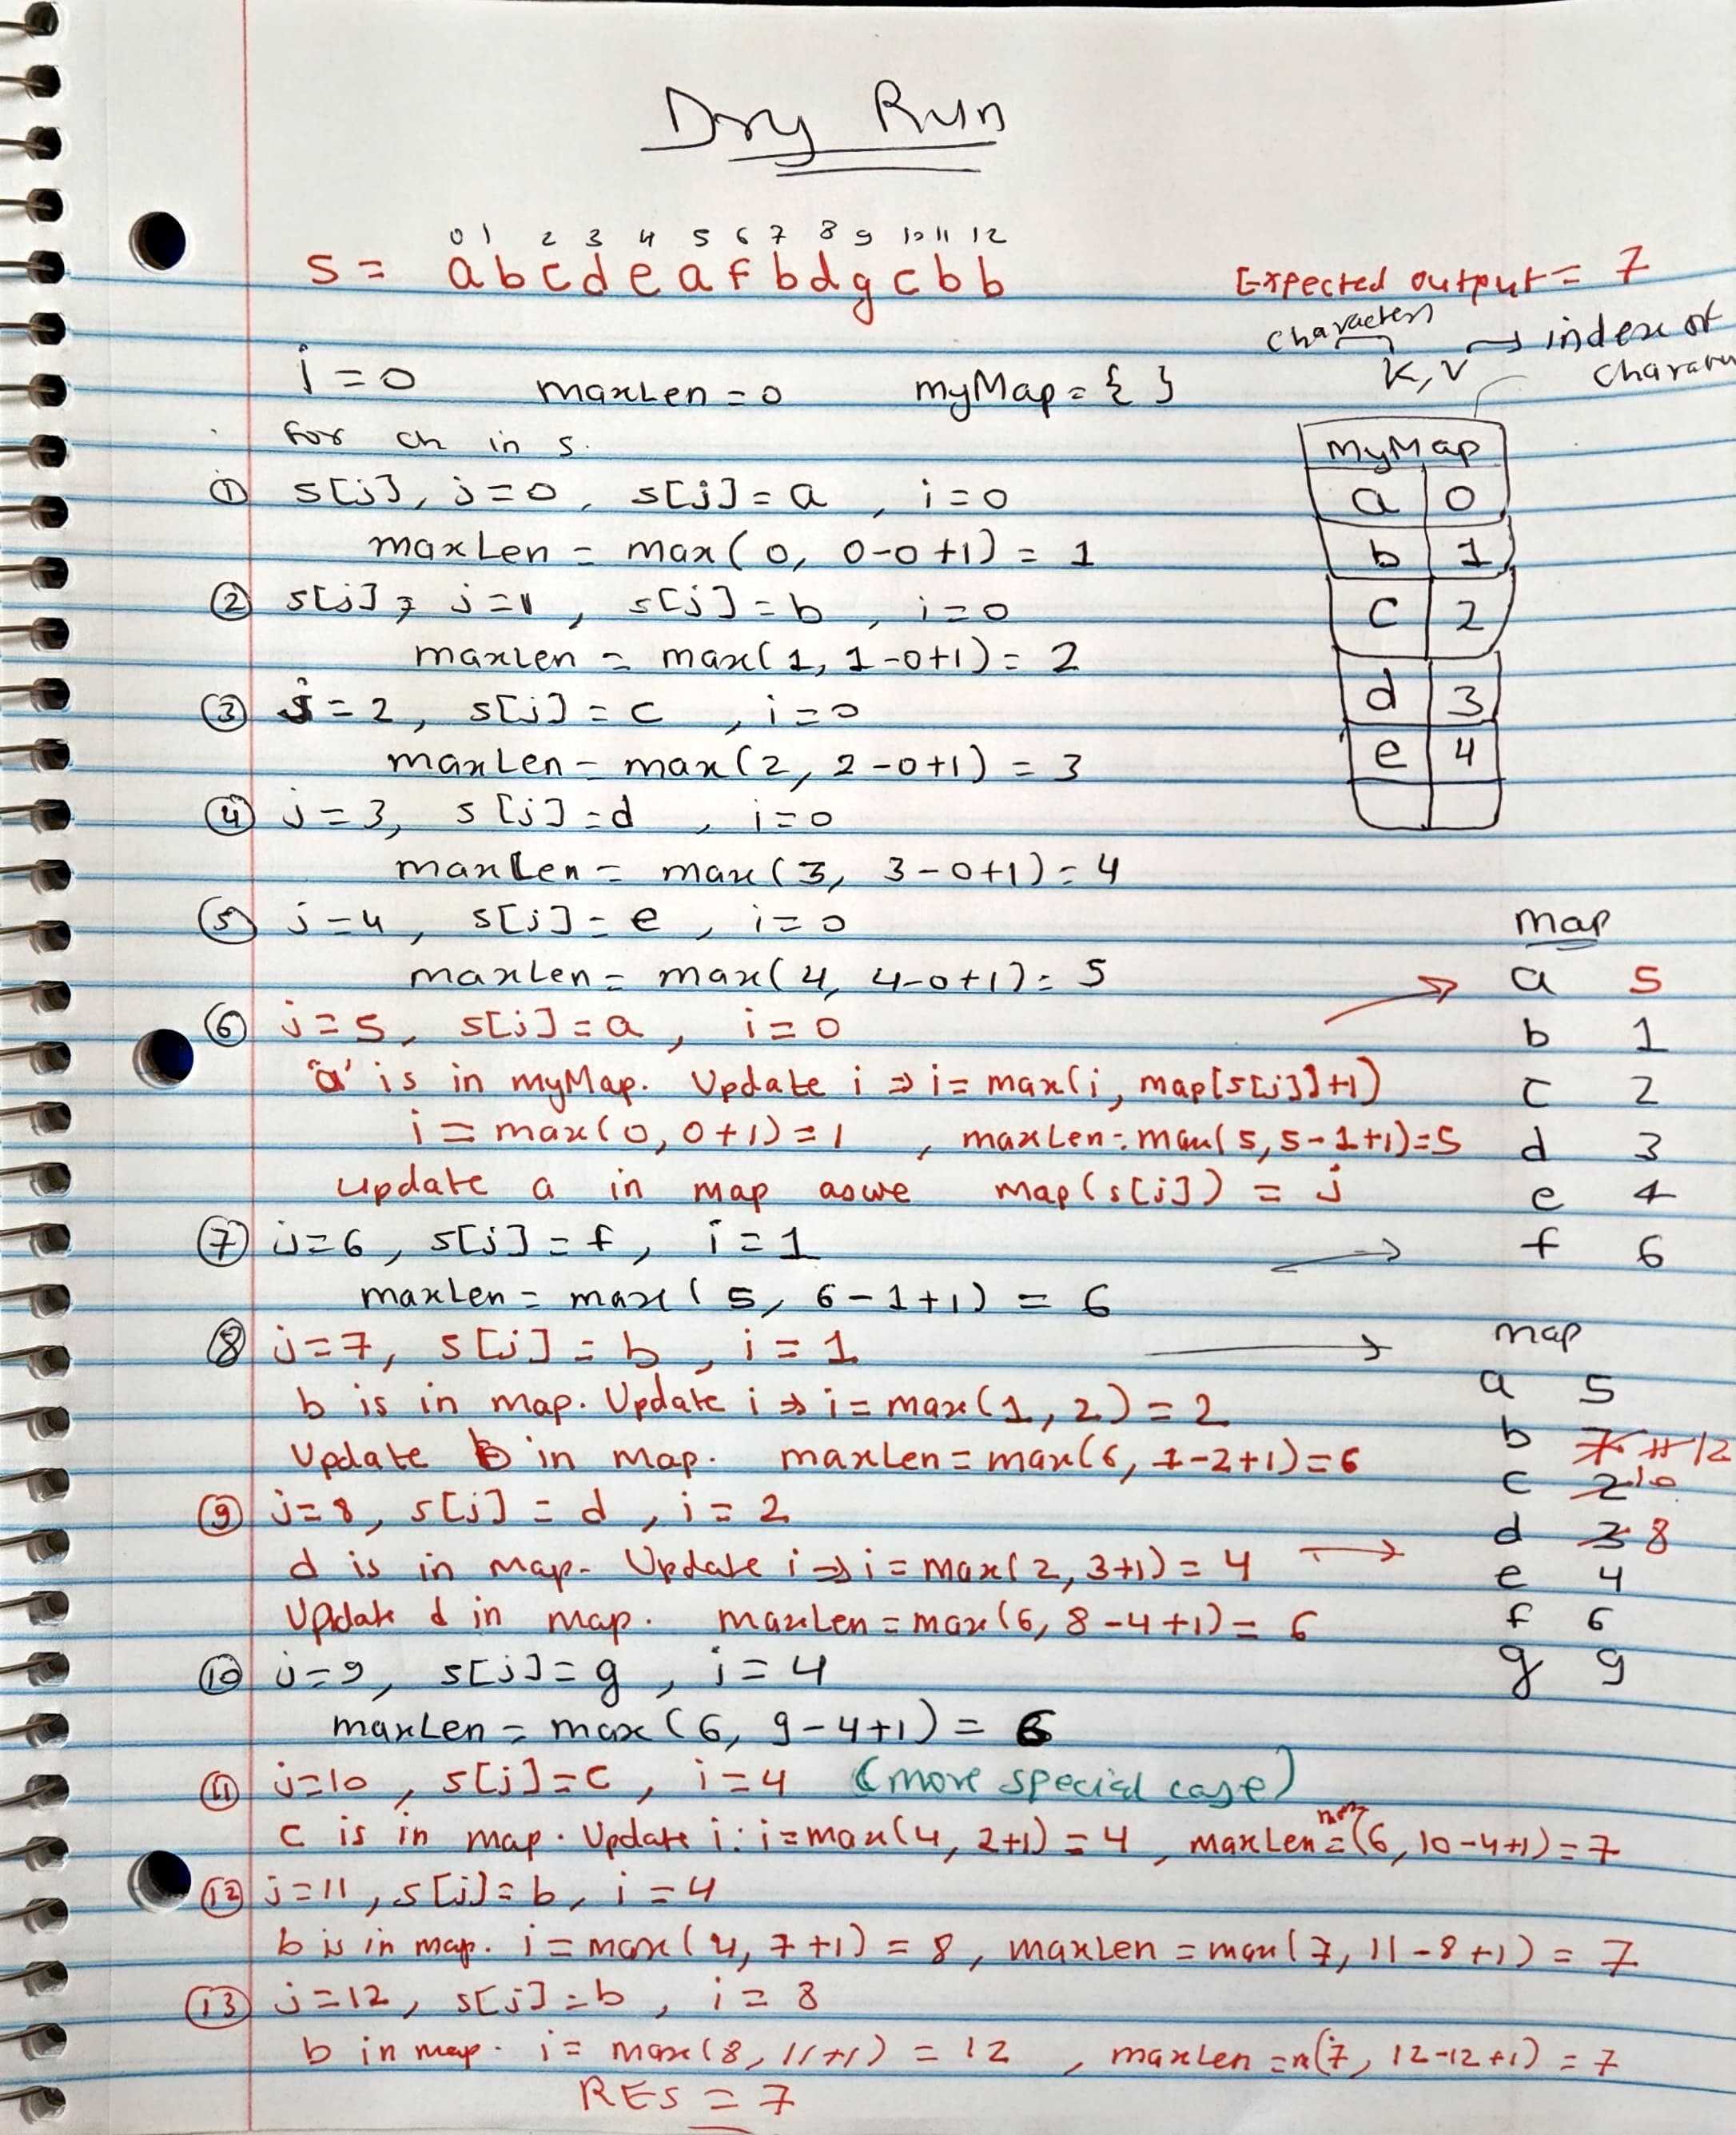 Dry Run
0 1 2 3 4 5 6 7 8 9 10 11 12
s = a b c d e a f b d g c b b
Expected output = 7
character
K, V → index of
i = 0 maxLen = 0 myMap = { }
for ch in s.
① s[j], j=0, s[j] = a , i = 0
maxLen = max( 0, 0-0+1) = 1
② s[j], j=1, s[j] = b , i = 0
maxLen = max( 1, 1-0+1) = 2
③ j = 2, s[j] = c , i = 0
maxLen = max(2, 2-0+1) = 3
④ j = 3, s[j] = d , i = 0
maxLen = max(3, 3-0+1) = 4
⑤ j = 4, s[j] = e , i = 0
maxLen = max(4, 4-0+1) = 5
MyMap
a 0
b 1
c 2
d 3
e 4
⑥ j = 5, s[j] = a , i = 0
'a' is in myMap. Update i ⇒ i = max(i, map[s[j]]+1)
i = max(0, 0+1) = 1 , maxLen = max(5, 5-1+1) = 5
update a in map map(s[j]) = j
⑦ j = 6, s[j] = f, i = 1
maxLen = max( 5, 6-1+1) = 6
map
a 5
b 1
c 2
d 3
e 4
f 6
⑧ j = 7, s[j] = b , i = 1
b is in map. Update i ⇒ i = max(1, 2) = 2
Update b in map. maxLen = max(6, 7-2+1) = 6
⑨ j = 8, s[j] = d , i = 2
d is in map. Update i ⇒ i = max(2, 3+1) = 4
Update d in map. maxLen = max(6, 8-4+1) = 6
⑩ j = 9, s[j] = g , i = 4
maxLen = max(6, 9-4+1) = 6
map
a 5
b 7 11 12
c 2 10
d 3 8
e 4
f 6
g 9
⑪ j = 10, s[j] = c, i = 4 (more special case)
c is in map. Update i: i = max(4, 2+1) = 4, maxLen = max(6, 10-4+1) = 7
⑫ j = 11, s[j] = b, i = 4
b is in map. i = max(4, 7+1) = 8, maxLen = max(7, 11-8+1) = 7
⑬ j = 12, s[j] = b , i = 8
b in map. i = max(8, 11+1) = 12 , maxLen = m(7, 12-12+1) = 7
RES = 7